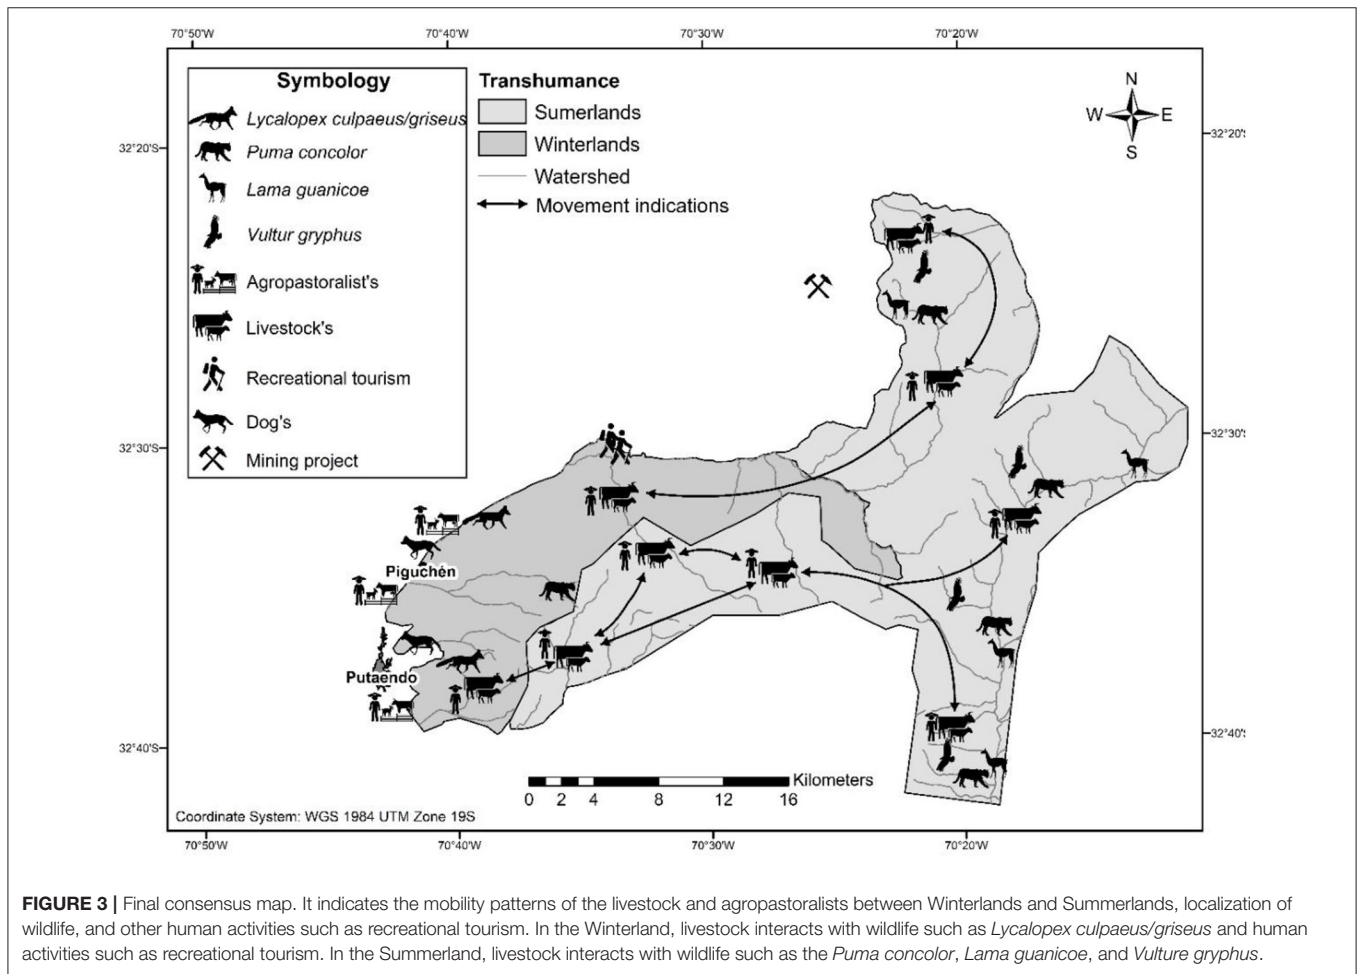 70°50'W 70°40'W 70°30'W 70°20'W
Symbology
Lycalopex culpaeus/griseus
Puma concolor
Lama guanicoe
Vultur gryphus
Agropastoralist's
Livestock's
Recreational tourism
Dog's
Mining project
Transhumance
Sumerlands
Winterlands
Watershed
Movement indications
N
W E
S
32°20'S 32°20'S
32°30'S 32°30'S
Piguchén
Putaendo
32°40'S 32°40'S
Kilometers
0 2 4 8 12 16
Coordinate System: WGS 1984 UTM Zone 19S
70°50'W 70°40'W 70°30'W 70°20'W
FIGURE 3 | Final consensus map. It indicates the mobility patterns of the livestock and agropastoralists between Winterlands and Summerlands, localization of
wildlife, and other human activities such as recreational tourism. In the Winterland, livestock interacts with wildlife such as Lycalopex culpaeus/griseus and human
activities such as recreational tourism. In the Summerland, livestock interacts with wildlife such as the Puma concolor, Lama guanicoe, and Vulture gryphus.